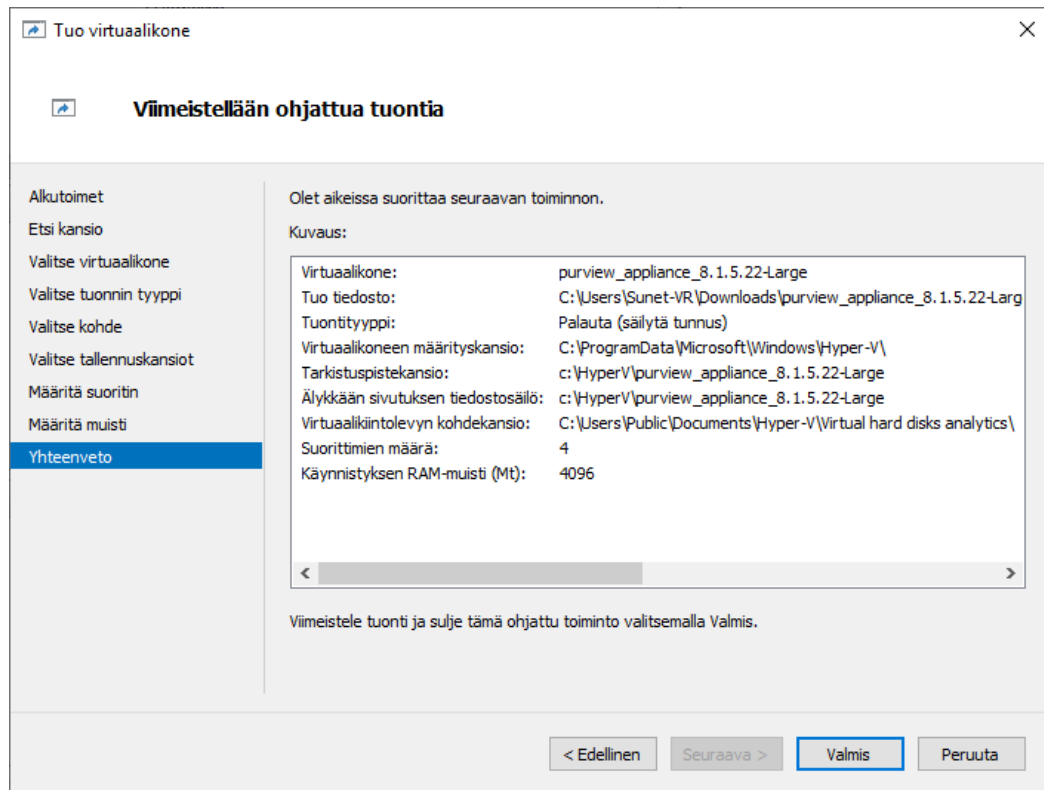 Tuo virtuaalikone
Viimeistellään ohjattua tuontia
Alkutoimet
Etsi kansio
Valitse virtuaalikone
Valitse tuonnin tyyppi
Valitse kohde
Valitse tallennuskansiot
Määritä suoritin
Määritä muisti
Yhteenveto
Olet aikeissa suorittaa seuraavan toiminnon.
Kuvaus:
Virtuaalikone: purview_appliance_8.1.5.22-Large
Tuo tiedosto: C:\Users\Sunet-VR\Downloads\purview_appliance_8.1.5.22-Larg
Tuontityyppi: Palauta (säilytä tunnus)
Virtuaalikoneen määrityskansio: C:\ProgramData\Microsoft\Windows\Hyper-V\
Tarkistuspistekansio: c:\HyperV\purview_appliance_8.1.5.22-Large
Älykkään sivutuksen tiedostosäilö: c:\HyperV\purview_appliance_8.1.5.22-Large
Virtuaalikiintolevyn kohdekansio: C:\Users\Public\Documents\Hyper-V\Virtual hard disks analytics\
Suorittimien määrä: 4
Käynnistyksen RAM-muisti (Mt): 4096
Viimeistele tuonti ja sulje tämä ohjattu toiminto valitsemalla Valmis.
< Edellinen
Seuraava >
Valmis
Peruuta